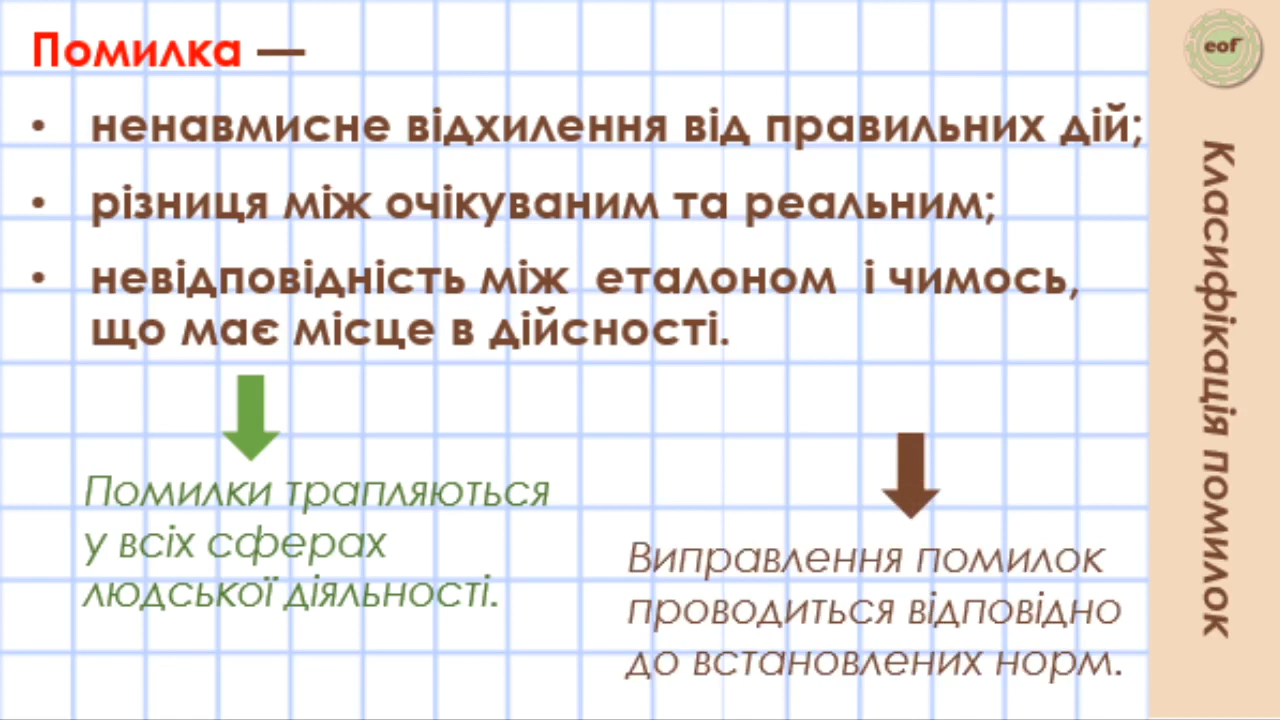 Помилка —
• ненавмисне відхилення від правильних дій;
• різниця між очікуваним та реальним;
• невідповідність між еталоном і чимось,
що має місце в дійсності.
Помилки трапляються
у всіх сферах
людської діяльності.
Виправлення помилок
проводиться відповідно
до встановлених норм.
eof
Класифікація помилок